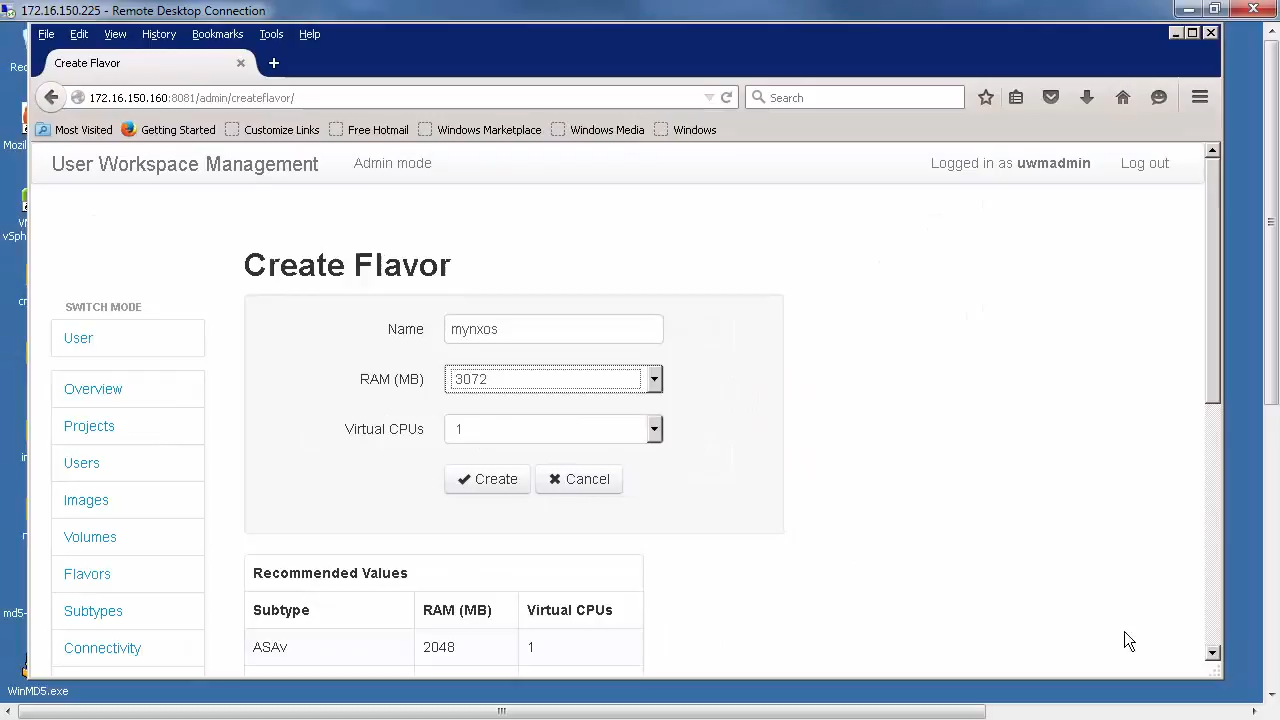 172.16.150.225 - Remote Desktop Connection
File Edit View History Bookmarks Tools Help
Create Flavor
172.16.150.160:8081/admin/createflavor/
Search
Most Visited Getting Started Customize Links Free Hotmail Windows Marketplace Windows Media Windows
User Workspace Management Admin mode Logged in as uwmadmin Log out
Create Flavor
SWITCH MODE
User
Overview
Projects
Users
Images
Volumes
Flavors
Subtypes
Connectivity
Name mynxos
RAM (MB) 3072
Virtual CPUs 1
Create Cancel
Recommended Values
Subtype RAM (MB) Virtual CPUs
ASAv 2048 1
WinMD5.exe